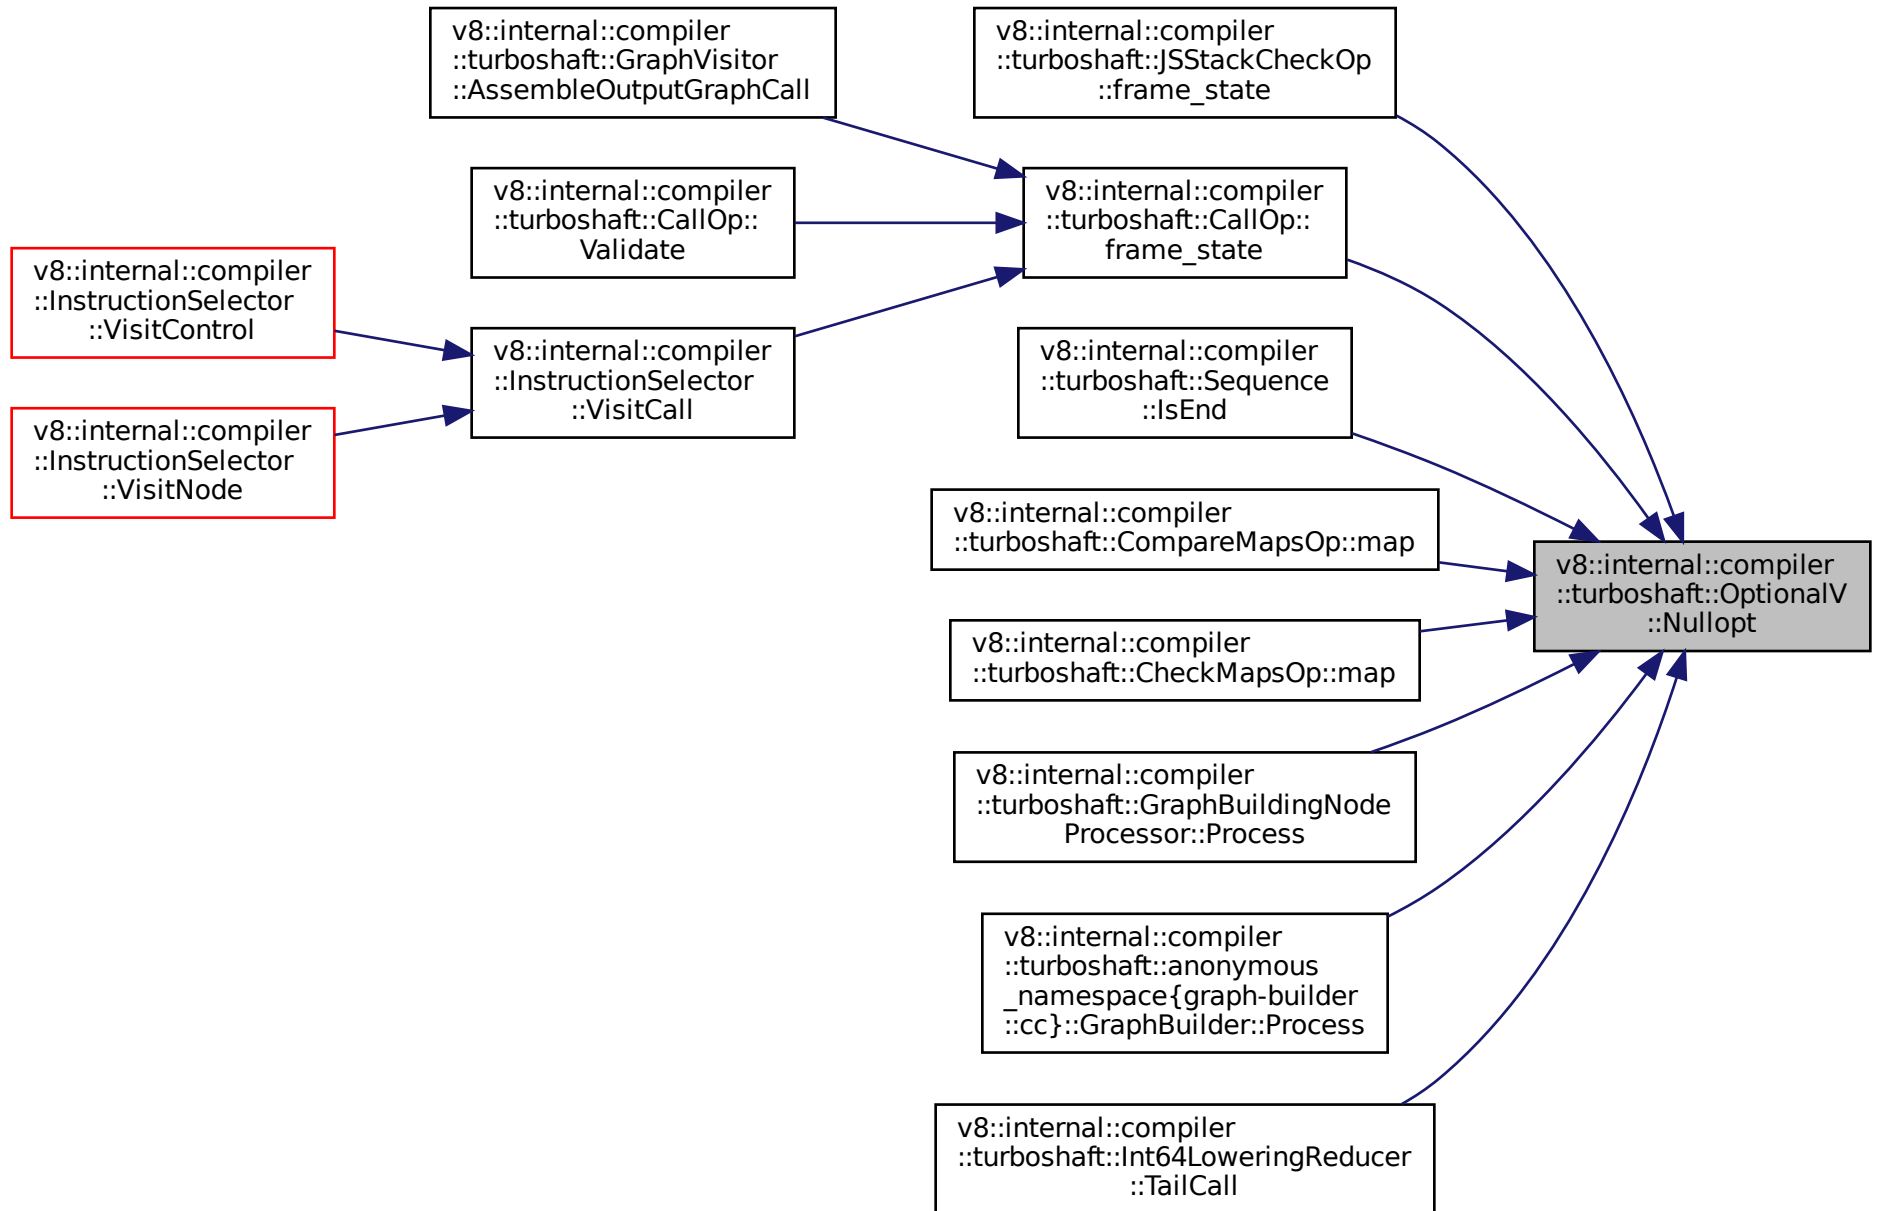 v8::internal::compiler
::turboshaft::GraphVisitor
::AssembleOutputGraphCall
v8::internal::compiler
::turboshaft::JSStackCheckOp
::frame_state
v8::internal::compiler
::turboshaft::CallOp::
Validate
v8::internal::compiler
::turboshaft::CallOp::
frame_state
v8::internal::compiler
::InstructionSelector
::VisitControl
v8::internal::compiler
::InstructionSelector
::VisitCall
v8::internal::compiler
::turboshaft::Sequence
::IsEnd
v8::internal::compiler
::InstructionSelector
::VisitNode
v8::internal::compiler
::turboshaft::CompareMapsOp::map
v8::internal::compiler
::turboshaft::OptionalV
::Nullopt
v8::internal::compiler
::turboshaft::CheckMapsOp::map
v8::internal::compiler
::turboshaft::GraphBuildingNode
Processor::Process
v8::internal::compiler
::turboshaft::anonymous
_namespace{graph-builder
::cc}::GraphBuilder::Process
v8::internal::compiler
::turboshaft::Int64LoweringReducer
::TailCall